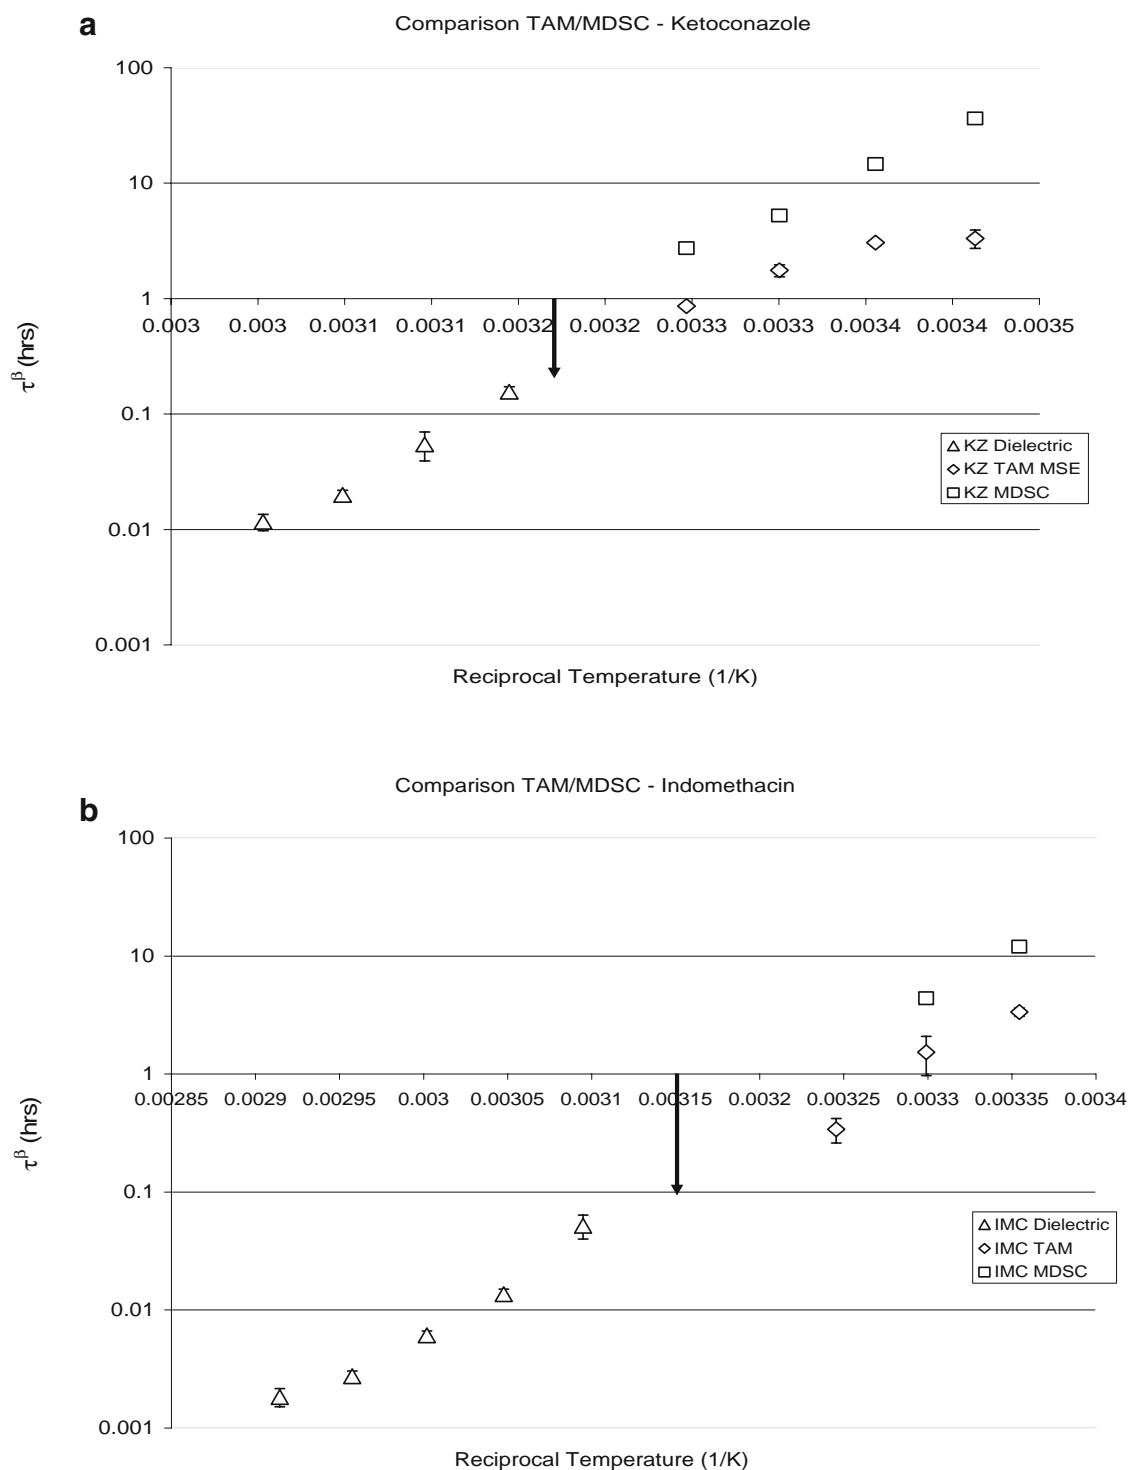 a
Comparison TAM/MDSC - Ketoconazole
100
10
1
0.003 0.003 0.0031 0.0031 0.0032 0.0032 0.0033 0.0033 0.0034 0.0034 0.0035
τβ (hrs)
0.1
KZ Dielectric
KZ TAM MSE
KZ MDSC
0.01
0.001
Reciprocal Temperature (1/K)
b
Comparison TAM/MDSC - Indomethacin
100
10
1
0.00285 0.0029 0.00295 0.003 0.00305 0.0031 0.00315 0.0032 0.00325 0.0033 0.00335 0.0034
τβ (hrs)
0.1
IMC Dielectric
IMC TAM
IMC MDSC
0.01
0.001
Reciprocal Temperature (1/K)